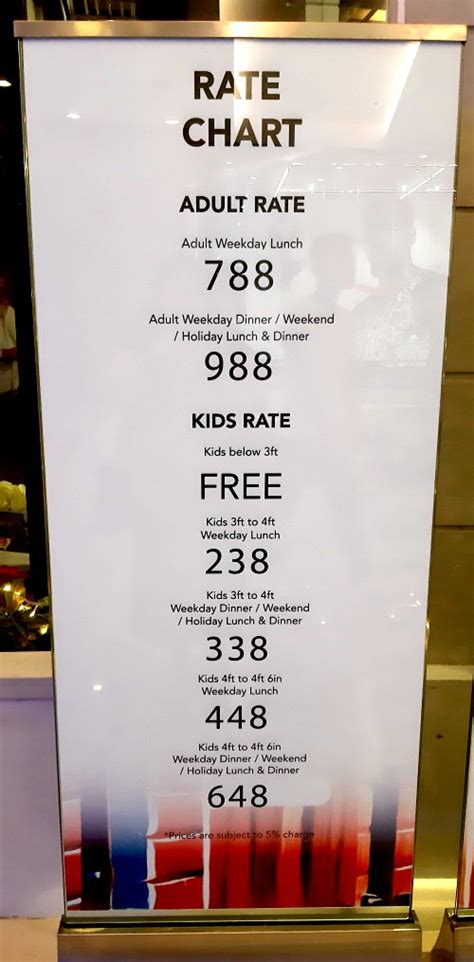 RATE
CHART
ADULT RATE
Adult Weekday Lunch
788
Adult Weekday Dinner / Weekend
/ Holiday Lunch & Dinner
988
KIDS RATE
Kids below 3ft
FREE
Kids 3ft to 4ft
Weekday Lunch
238
Kids 3ft to 4ft
Weekday Dinner / Weekend
/ Holiday Lunch & Dinner
338
Kids 4ft to 4ft 6in
Weekday Lunch
448
Kids 4ft to 4ft 6in
Weekday Dinner / Weekend
/ Holiday Lunch & Dinner
648
*Prices are subject to 5% charge